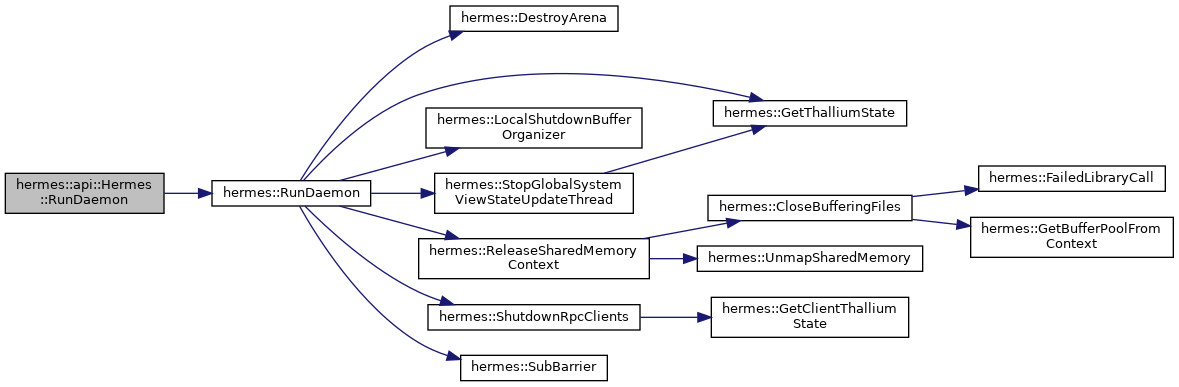 hermes::api::Hermes
::RunDaemon
hermes::RunDaemon
hermes::DestroyArena
hermes::GetThalliumState
hermes::LocalShutdownBuffer
Organizer
hermes::StopGlobalSystem
ViewStateUpdateThread
hermes::ReleaseSharedMemory
Context
hermes::CloseBufferingFiles
hermes::FailedLibraryCall
hermes::GetBufferPoolFrom
Context
hermes::UnmapSharedMemory
hermes::ShutdownRpcClients
hermes::GetClientThallium
State
hermes::SubBarrier